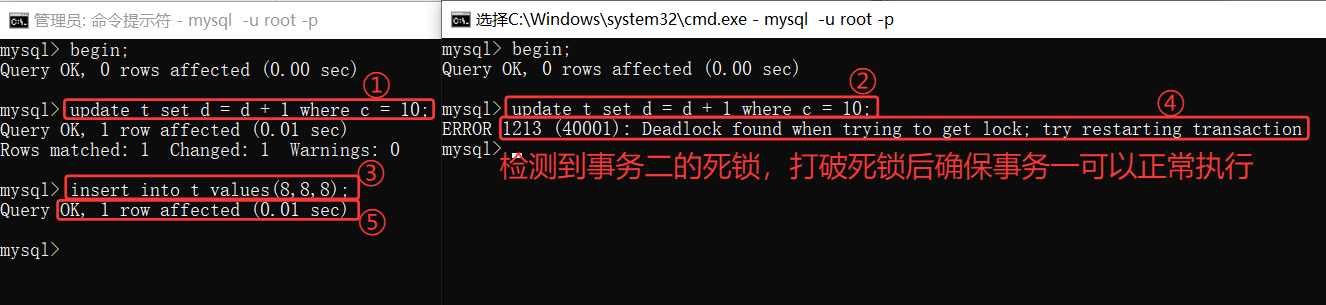 管理员: 命令提示符 - mysql -u root -p
mysql> begin;
Query OK, 0 rows affected (0.00 sec)
①
mysql> update t set d = d + 1 where c = 10;
Query OK, 1 row affected (0.01 sec)
Rows matched: 1  Changed: 1  Warnings: 0
③
mysql> insert into t values(8,8,8);
Query OK, 1 row affected (0.01 sec)
⑤
mysql>
选择C:\Windows\system32\cmd.exe - mysql  -u root -p
mysql> begin;
Query OK, 0 rows affected (0.00 sec)
②
mysql> update t set d = d + 1 where c = 10;
④
ERROR 1213 (40001): Deadlock found when trying to get lock; try restarting transaction
mysql>
检测到事务二的死锁，打破死锁后确保事务一可以正常执行